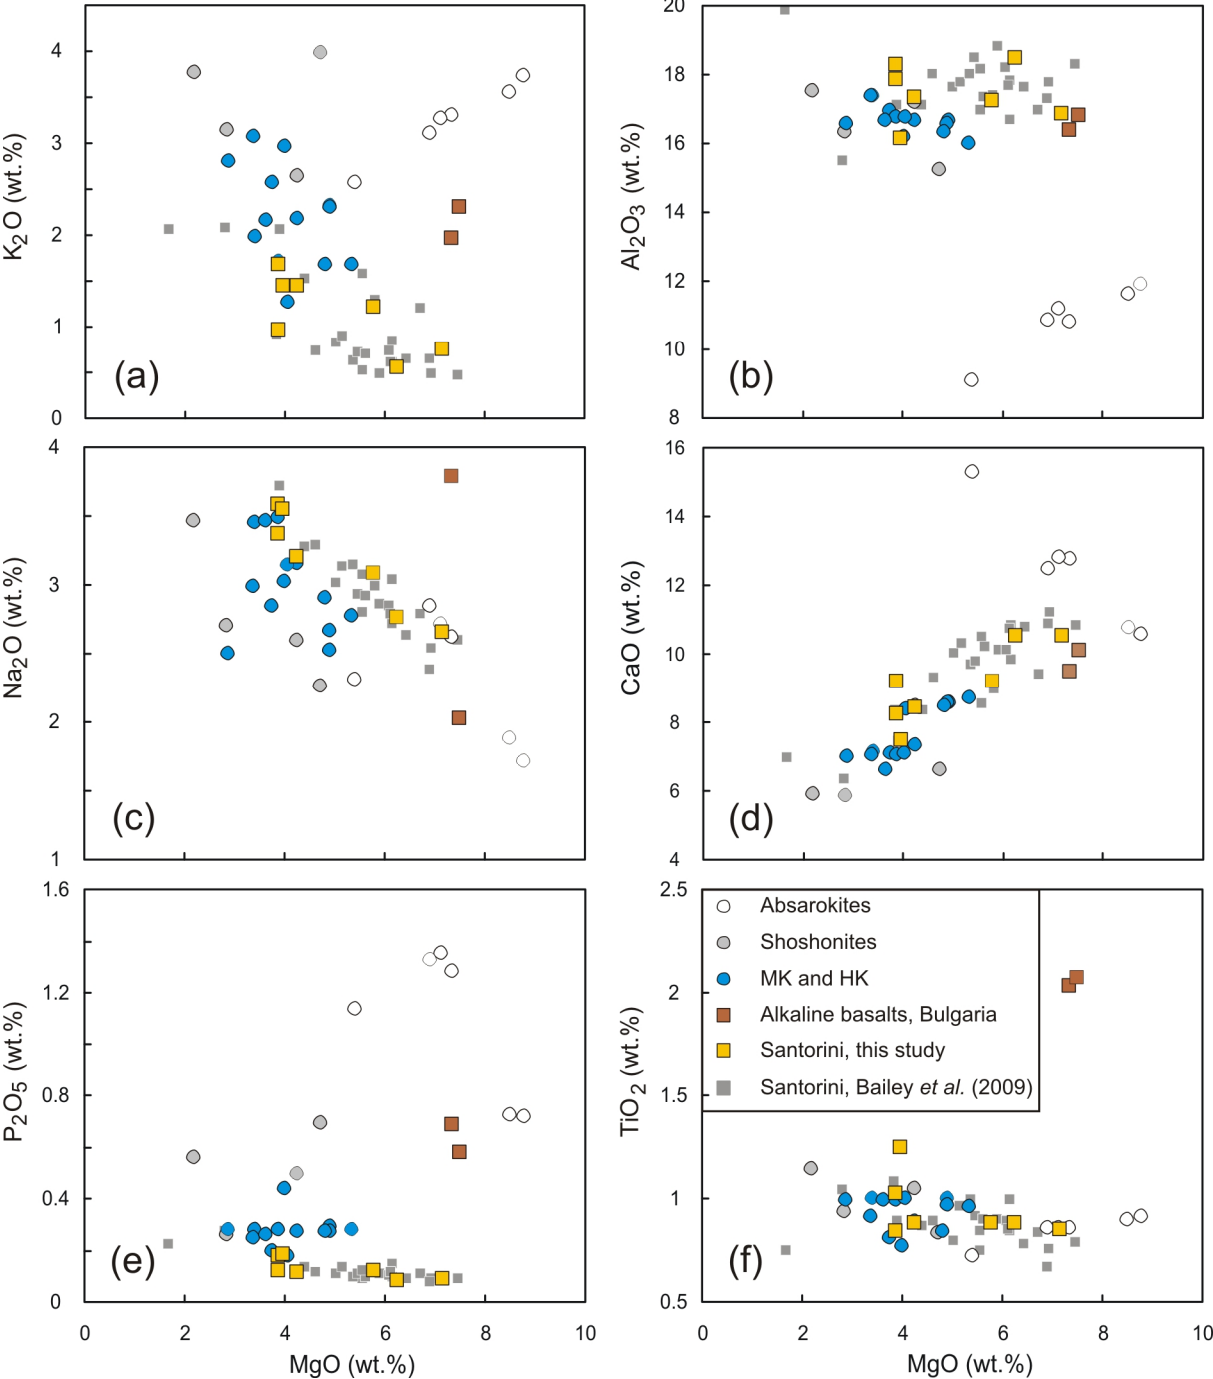 4
3
2
1
0
K2O (wt.%)
(a)
20
18
16
14
12
10
8
Al2O3 (wt.%)
(b)
4
3
2
1
Na2O (wt.%)
(c)
16
14
12
10
8
6
4
CaO (wt.%)
(d)
1.6
1.2
0.8
0.4
0
P2O5 (wt.%)
(e)
0 2 4 6 8 10
MgO (wt.%)
2.5
2
1.5
1
0.5
TiO2 (wt.%)
Absarokites
Shoshonites
MK and HK
Alkaline basalts, Bulgaria
Santorini, this study
Santorini, Bailey et al. (2009)
(f)
0 2 4 6 8 10
MgO (wt.%)